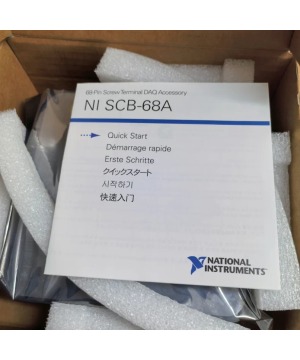 68-Pin Screw Terminal DAQ Accessory
NI SCB-68A
Quick Start
Démarrage rapide
Erste Schritte
クイックスタート
시작하기
快速入门
NATIONAL
INSTRUMENTS